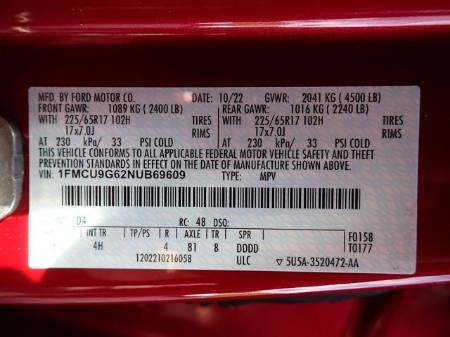 MFD. BY FORD MOTOR CO. 10/22 GVWR: 2041 KG (4500 LB)
FRONT GAWR: 1089 KG (2400 LB) REAR GAWR: 1016 KG (2240 LB)
WITH 225/65R17 102H TIRES WITH 225/65R17 102H TIRES
17x7.0J RIMS 17x7.0J RIMS
AT 230 kPa/ 33 PSI COLD AT 230 kPa/ 33 PSI COLD
THIS VEHICLE CONFORMS TO ALL APPLICABLE FEDERAL MOTOR VEHICLE SAFETY
AND THEFT PREVENTION STANDARDS IN EFFECT ON THE DATE OF MANUFACTURE SHOWN ABOVE.
VIN: 1FMCU9G62NUB69609 TYPE: MPV
D4 RC: 48 DSO:
INT TR TP/PS R AXLE TR SPR F0158
4H 4 81 8 DDDD T0177
1202210216058 ULC ▽ 5U5A-3520472-AA